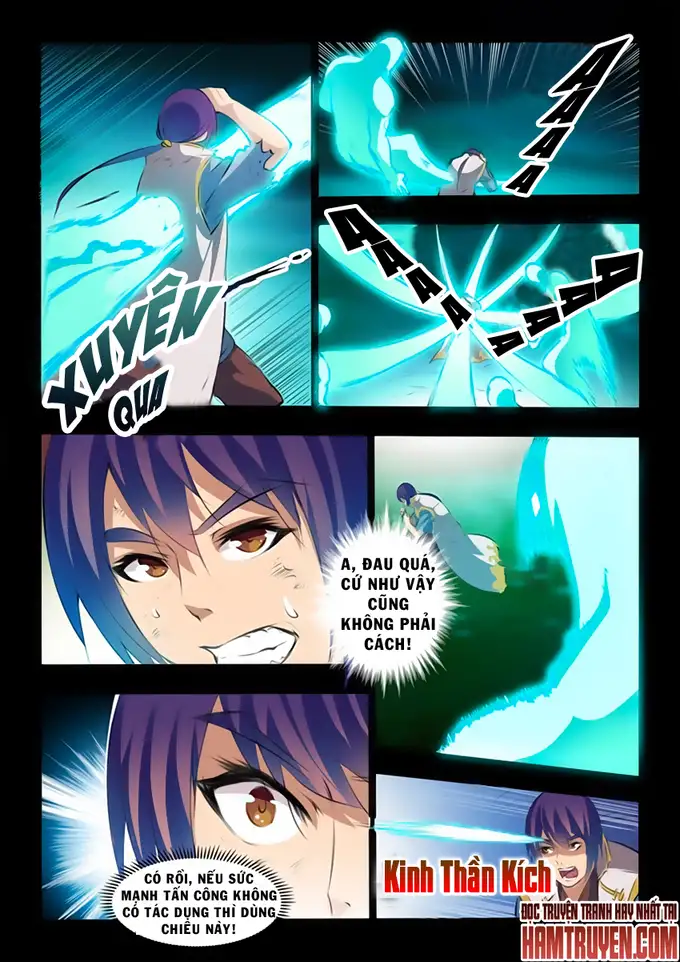 XUYÊN
QUA
AAAAA
AAAAA
AAAAA
A, ĐAU QUÁ,
CỨ NHƯ VẬY
CŨNG
KHÔNG PHẢI
CÁCH!
CÓ RỒI, NẾU SỨC
MẠNH TẤN CÔNG KHÔNG
CÓ TÁC DỤNG THÌ DÙNG
CHIÊU NÀY!
Kinh Thần Kích
ĐỌC TRUYỆN TRANH HAY NHẤT TẠI
HAMTRUYEN.COM